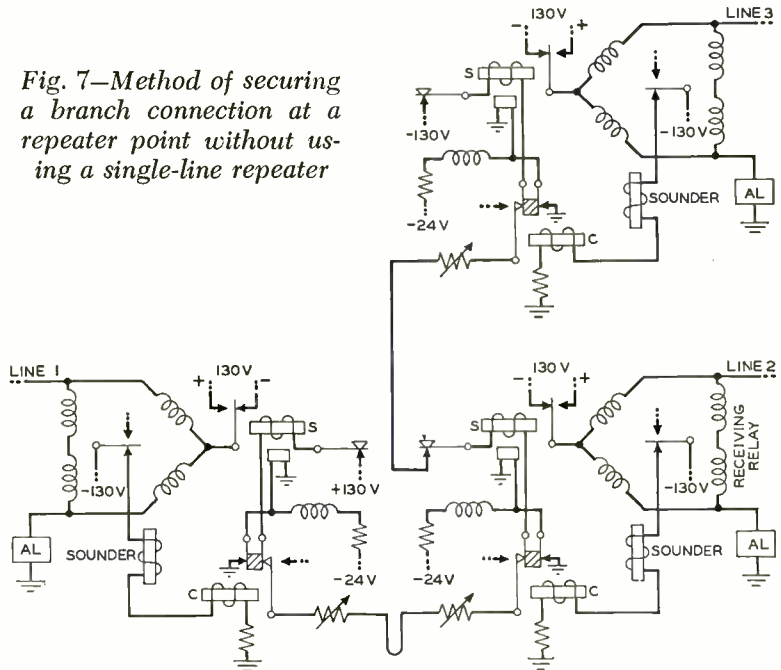 Fig. 7—Method of securing
a branch connection at a
repeater point without us-
ing a single-line repeater
130V
- +
LINE 3
S
-130V
-130V
-24V
SOUNDER
AL
C
LINE 1
130V
+ -
S
-130V
+130V
AL
SOUNDER
-24V
C
130V
- +
LINE 2
S
-130V
RECEIVING
RELAY
-24V
SOUNDER
AL
C